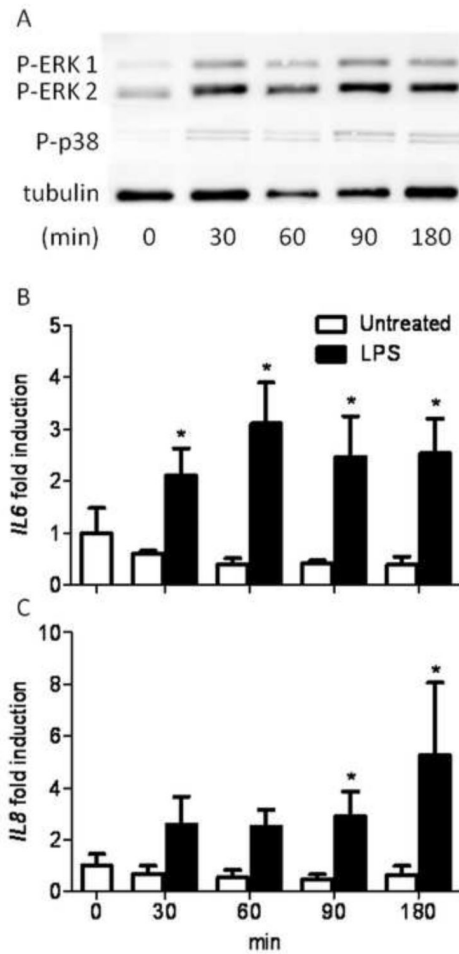 A
P-ERK 1
P-ERK 2
P-p38
tubulin
(min) 0 30 60 90 180
B
Untreated
LPS
IL6 fold induction
6
5
4
3
2
1
0
* * * *
C
IL8 fold induction
10
8
6
4
2
0
* *
0 30 60 90 180
min